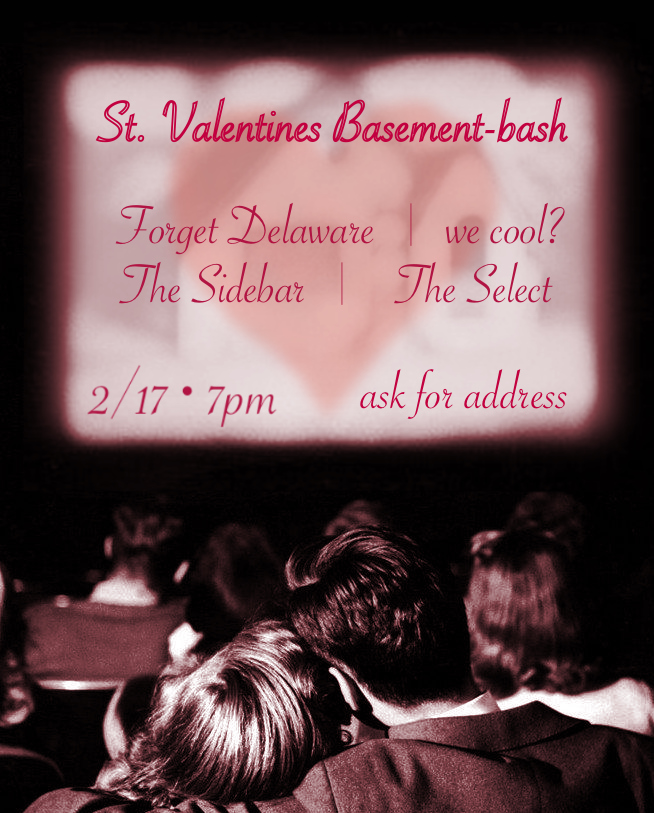 St. Valentines Basement-bash
Forget Delaware | we cool?
The Sidebar | The Select
2/17 • 7pm ask for address